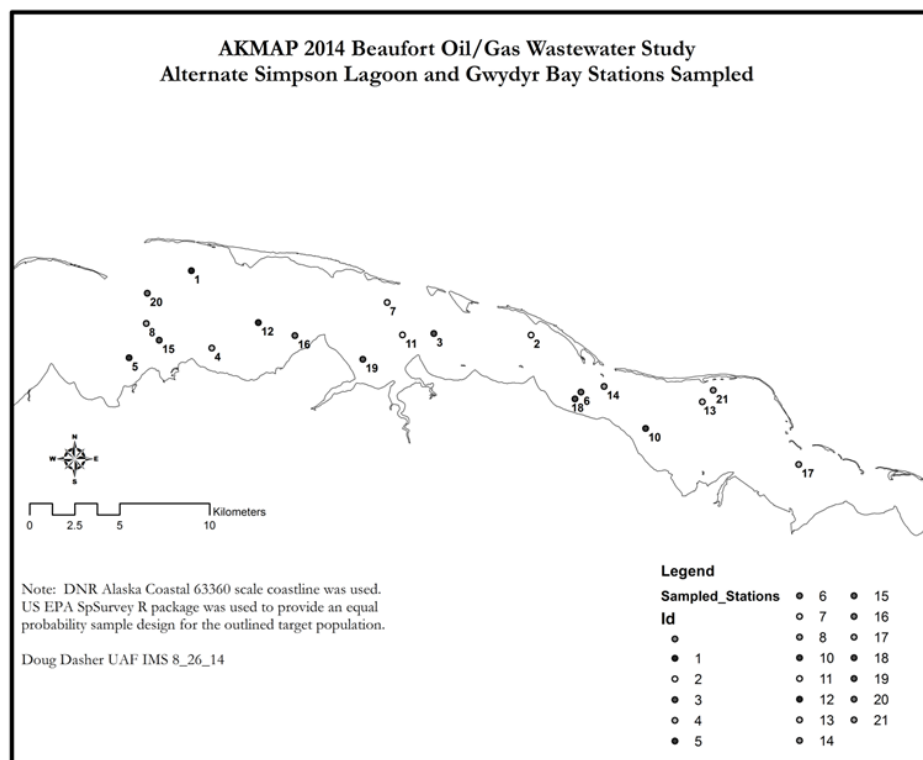 AKMAP 2014 Beaufort Oil/Gas Wastewater Study
Alternate Simpson Lagoon and Gwydyr Bay Stations Sampled
1
20
7
8
12
15
16
11
3
2
4
5
19
14
21
6
13
18
10
17
N
W E
S
Kilometers
0 2.5 5 10
Note: DNR Alaska Coastal 63360 scale coastline was used.
US EPA SpSurvey R package was used to provide an equal
probability sample design for the outlined target population.
Doug Dasher UAF IMS 8_26_14
Legend
Sampled_Stations
Id
1
2
3
4
5
6
7
8
10
11
12
13
14
15
16
17
18
19
20
21